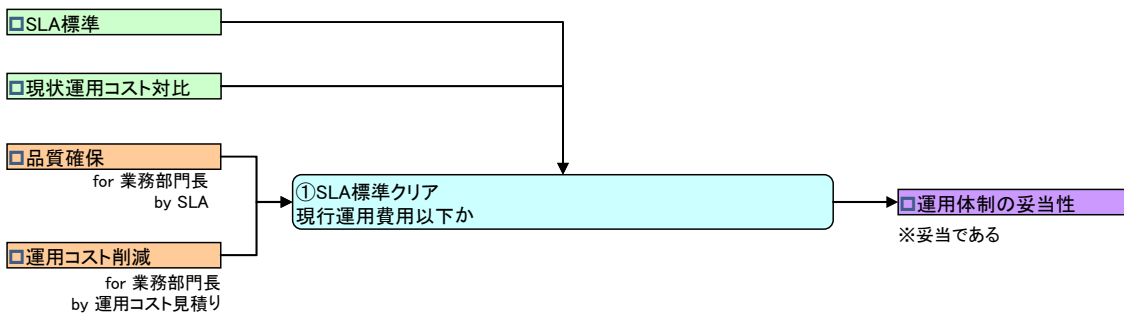 SLA標準
現状運用コスト対比
品質確保
for 業務部門長
by SLA
①SLA標準クリア
現行運用費用以下か
運用体制の妥当性
※妥当である
運用コスト削減
for 業務部門長
by 運用コスト見積り